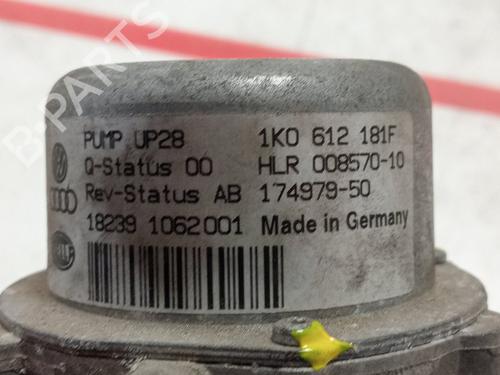 B-PARTS
PUMP UP28 1K0 612 181F
Q-Status 00 HLR 008570-10
Rev-Status AB 174979-50
18239 1062001 Made in Germany